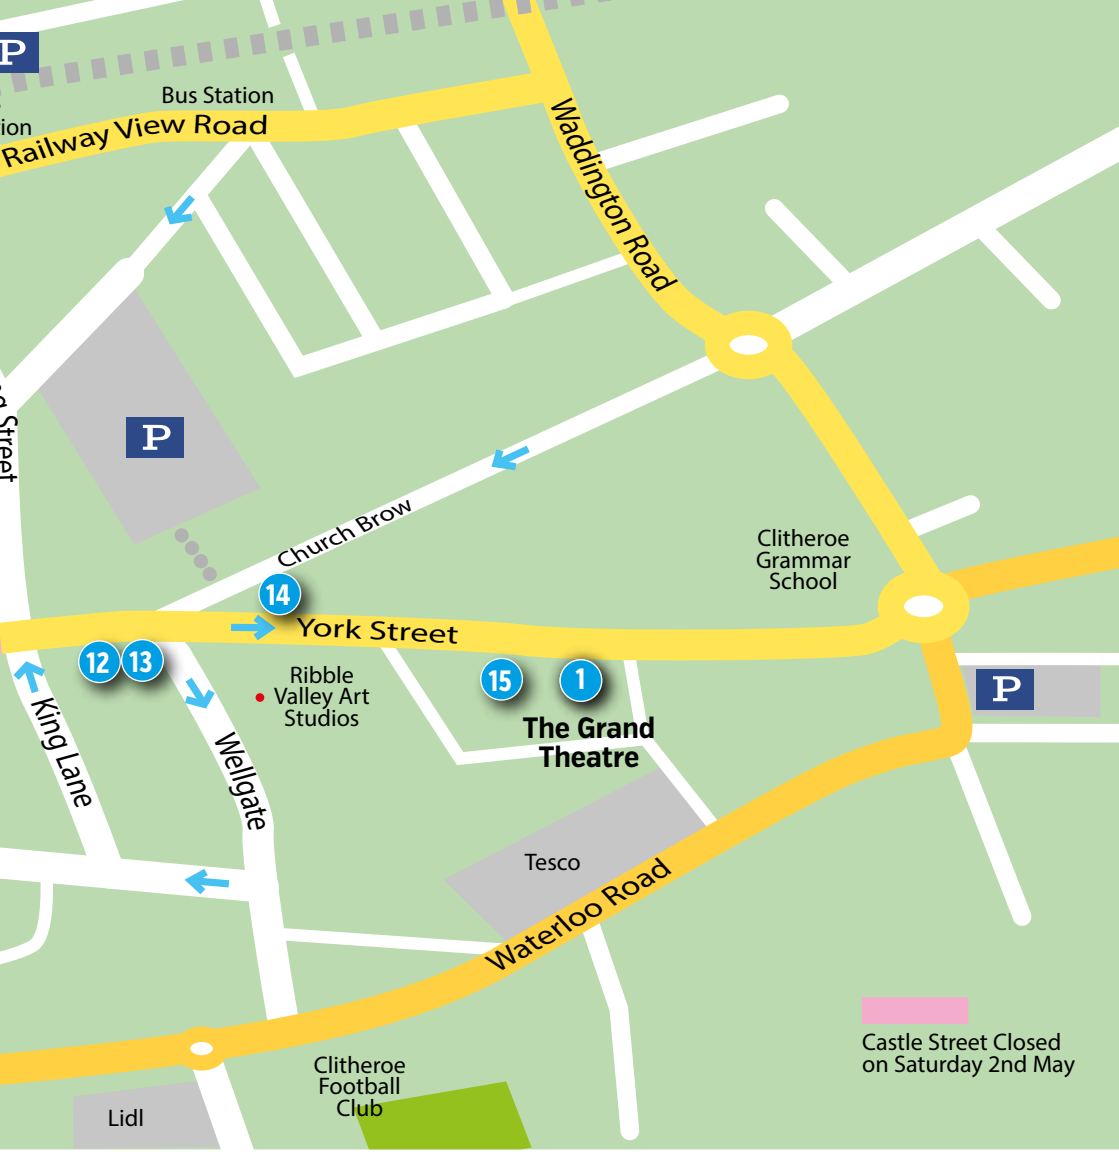 P
Bus Station
Railway View Road
Waddington Road
Street
P
Church Brow
14
York Street
Clitheroe
Grammar
School
12
13
15
1
Ribble
Valley Art
Studios
The Grand
Theatre
P
King Lane
Wellgate
Tesco
Waterloo Road
Castle Street Closed
on Saturday 2nd May
Clitheroe
Football
Club
Lidl